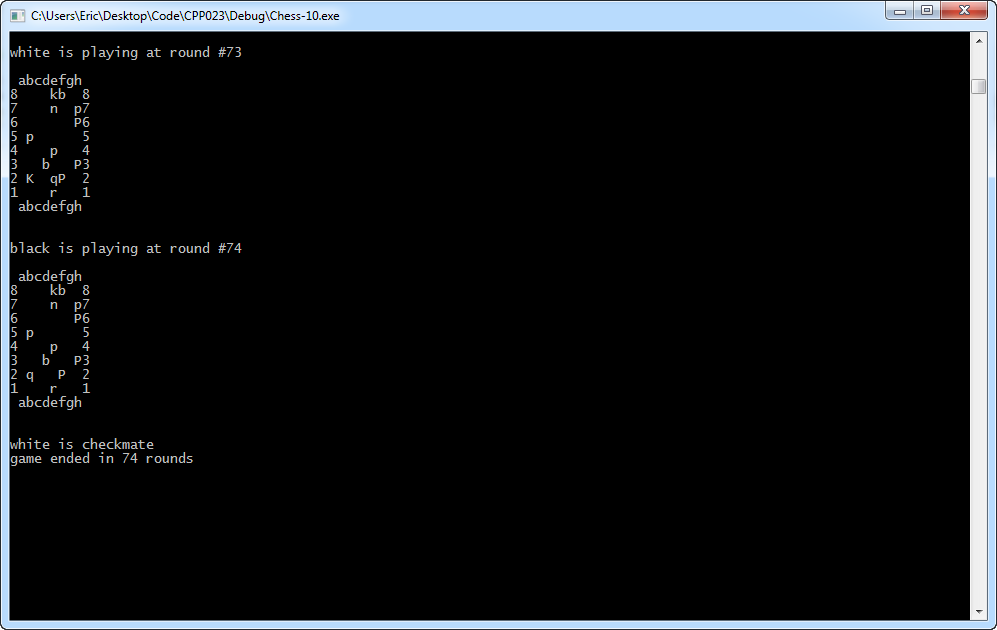 C:\Users\Eric\Desktop\Code\CPP023\Debug\Chess-10.exe
white is playing at round #73
 abcdefgh
8    kb  8
7    n  p7
6       P6
5 p      5
4    p   4
3   b   P3
2 K  qP  2
1    r   1
 abcdefgh
black is playing at round #74
 abcdefgh
8    kb  8
7    n  p7
6       P6
5 p      5
4    p   4
3   b   P3
2 q   P  2
1    r   1
 abcdefgh
white is checkmate
game ended in 74 rounds